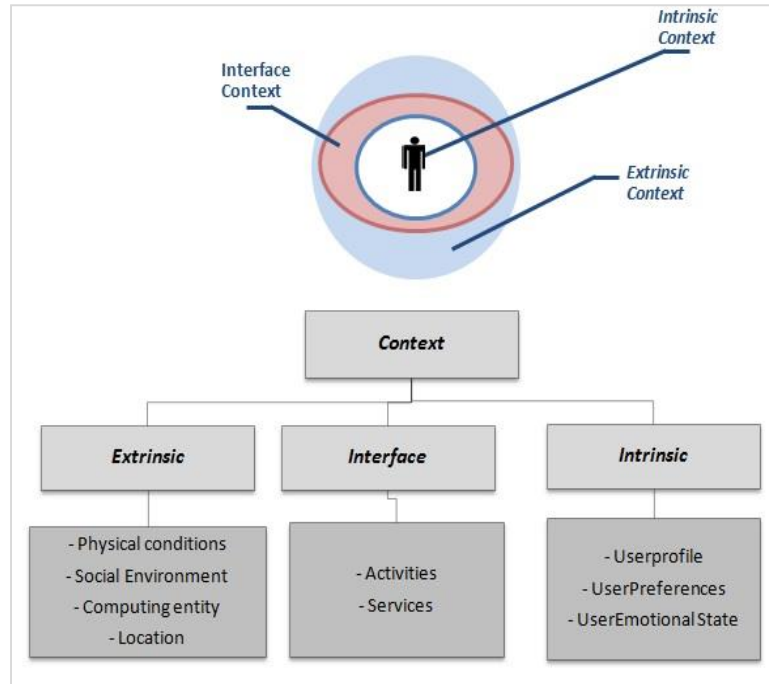 Intrinsic
Context
Interface
Context
Extrinsic
Context
Context
Extrinsic
Interface
Intrinsic
- Physical conditions
- Social Environment
- Computing entity
- Location
- Activities
- Services
- Userprofile
- UserPreferences
- UserEmotional State